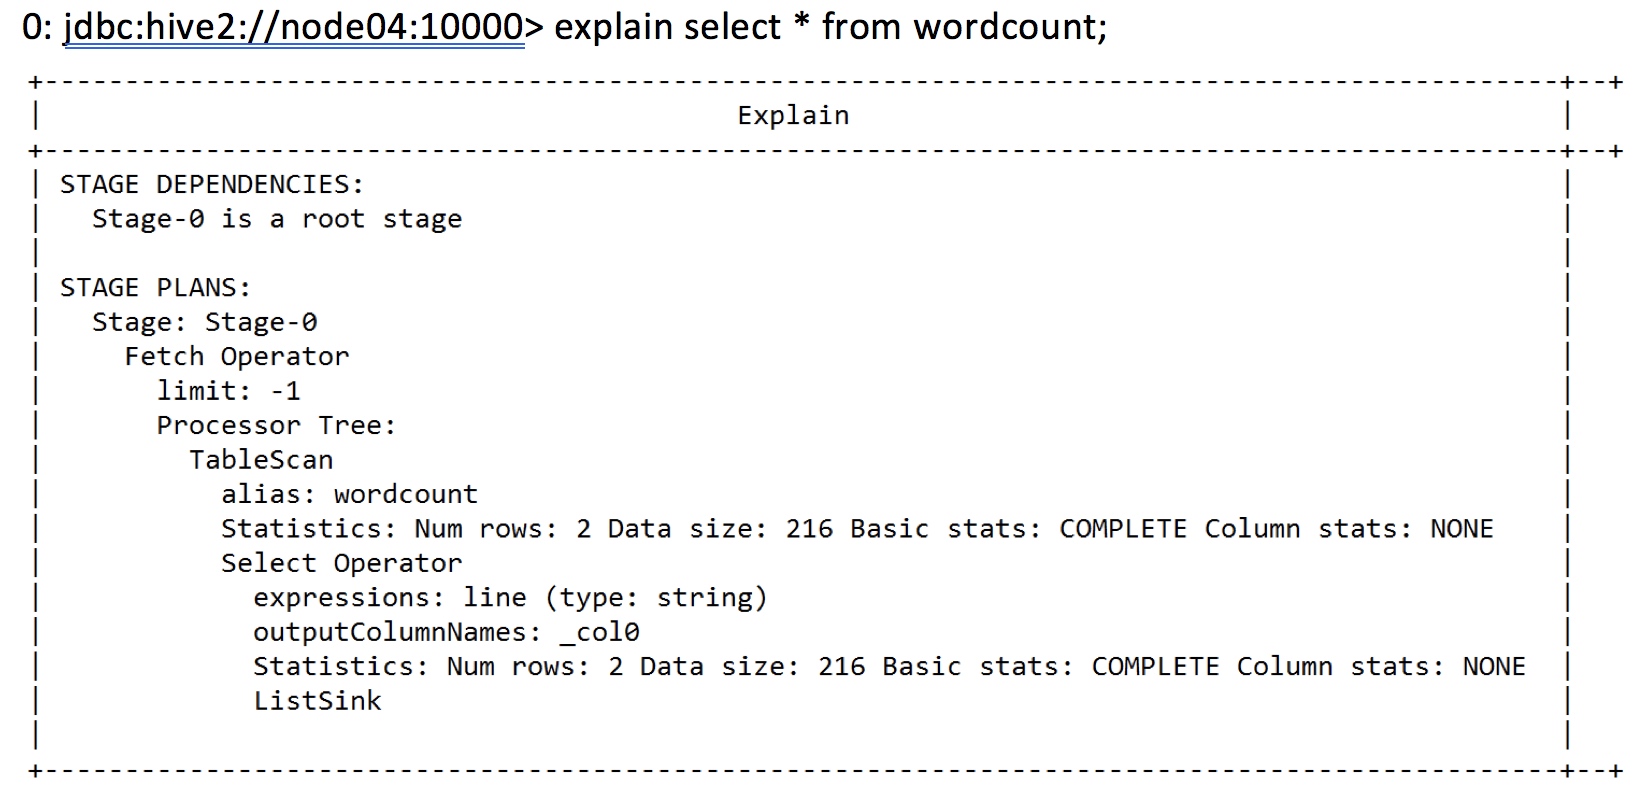 0: jdbc:hive2://node04:10000> explain select * from wordcount;
+----------------------------------------------------------------------------------------------+--+
|                                           Explain                                            |
+----------------------------------------------------------------------------------------------+--+
| STAGE DEPENDENCIES:                                                                          |
|   Stage-0 is a root stage                                                                    |
|                                                                                              |
| STAGE PLANS:                                                                                 |
|   Stage: Stage-0                                                                             |
|     Fetch Operator                                                                           |
|       limit: -1                                                                              |
|       Processor Tree:                                                                        |
|         TableScan                                                                            |
|           alias: wordcount                                                                   |
|           Statistics: Num rows: 2 Data size: 216 Basic stats: COMPLETE Column stats: NONE    |
|           Select Operator                                                                    |
|             expressions: line (type: string)                                                 |
|             outputColumnNames: _col0                                                         |
|             Statistics: Num rows: 2 Data size: 216 Basic stats: COMPLETE Column stats: NONE  |
|             ListSink                                                                         |
|                                                                                              |
+----------------------------------------------------------------------------------------------+--+